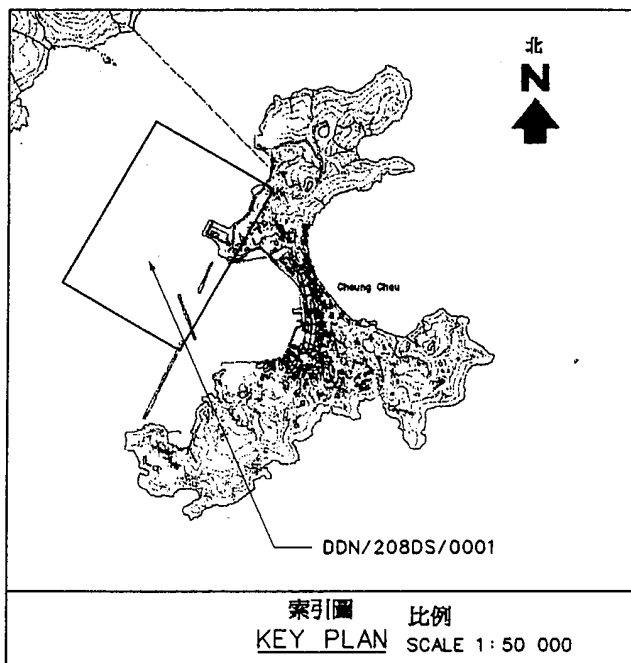 北
N
Cheung Chau
DDN/208DS/0001
索引圖 比例
KEY PLAN SCALE 1:50 000